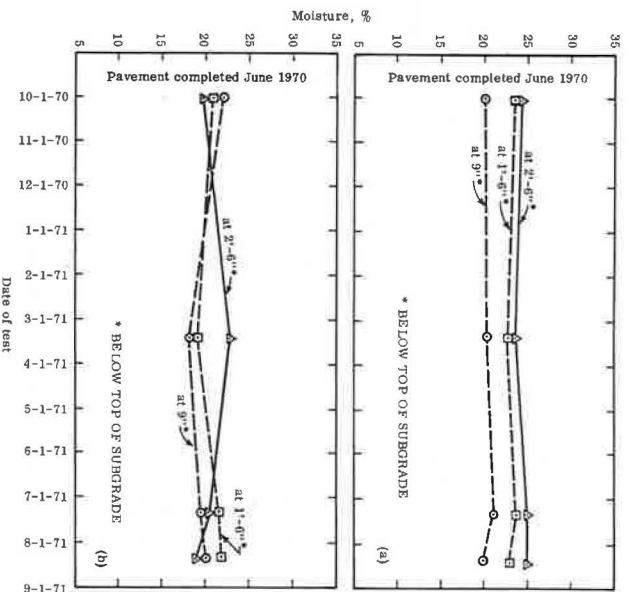 Moisture, %
5
10
15
20
25
30
35
Pavement completed June 1970
at 2'-6"*
at 1'-6"*
at 9"*
* BELOW TOP OF SUBGRADE
(a)
5
10
15
20
25
30
35
Pavement completed June 1970
at 2'-6"*
at 9"*
at 1'-6"*
* BELOW TOP OF SUBGRADE
(b)
10-1-70
11-1-70
12-1-70
1-1-71
2-1-71
3-1-71
4-1-71
5-1-71
6-1-71
7-1-71
8-1-71
9-1-71
Date of test